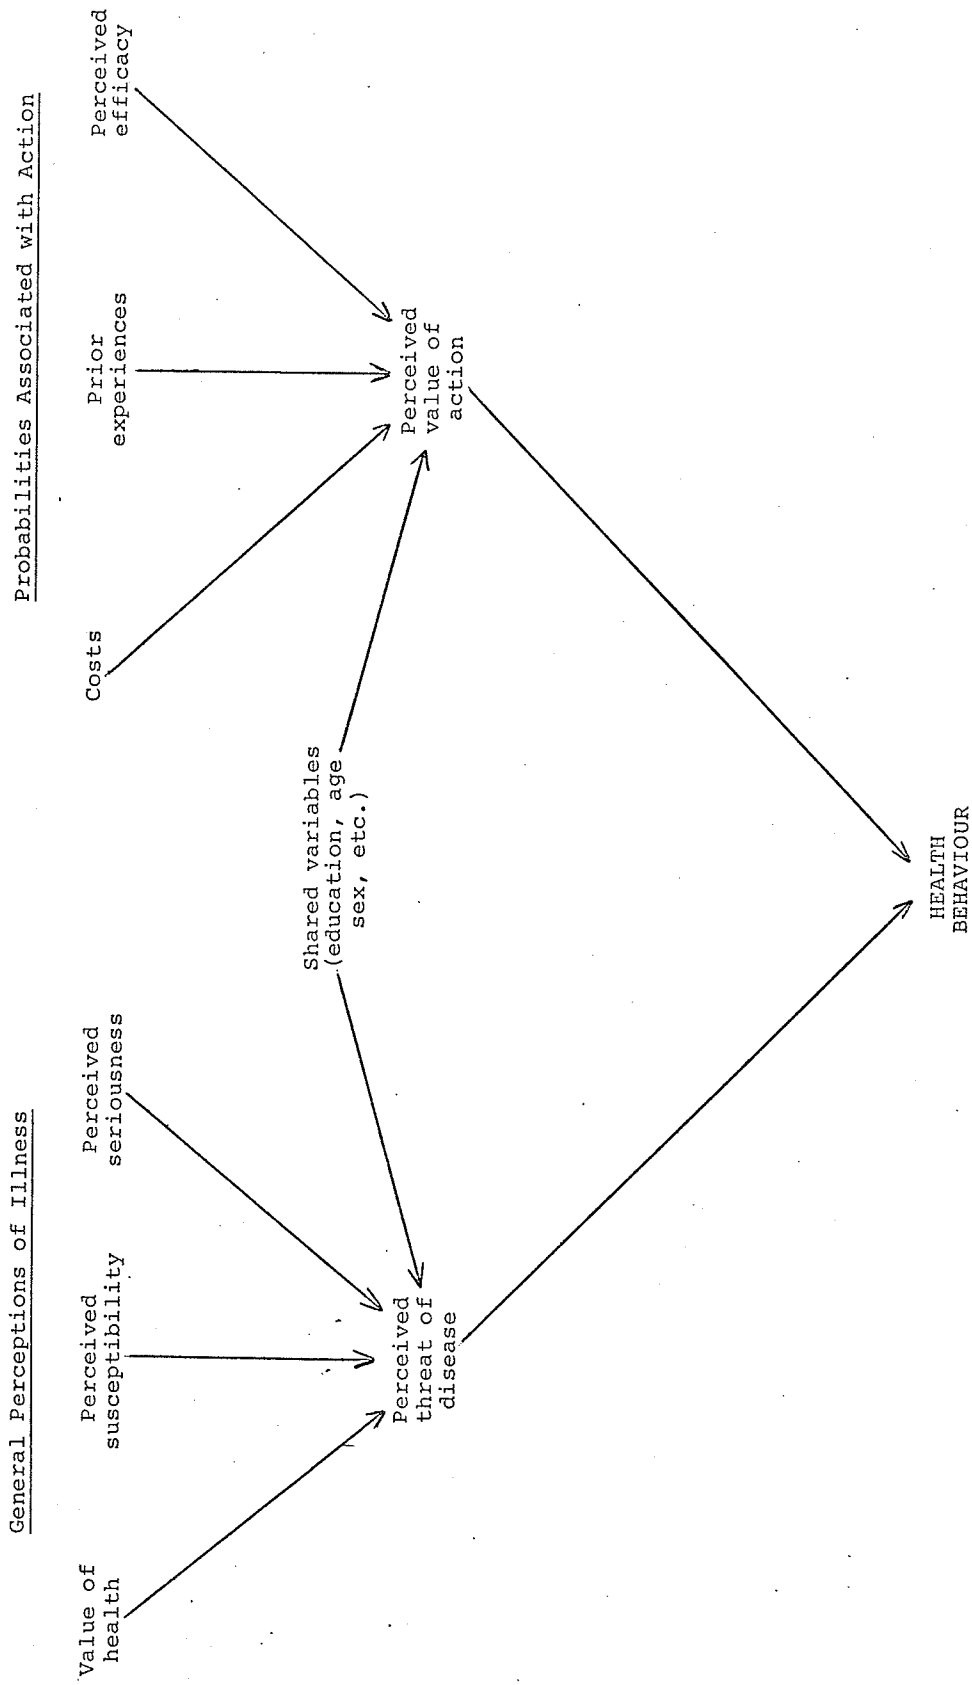 General Perceptions of Illness
Probabilities Associated with Action
Value of
health
Perceived
susceptibility
Perceived
seriousness
Costs
Prior
experiences
Perceived
efficacy
Shared variables
(education, age
sex, etc.)
Perceived
threat of
disease
Perceived
value of
action
HEALTH
BEHAVIOUR